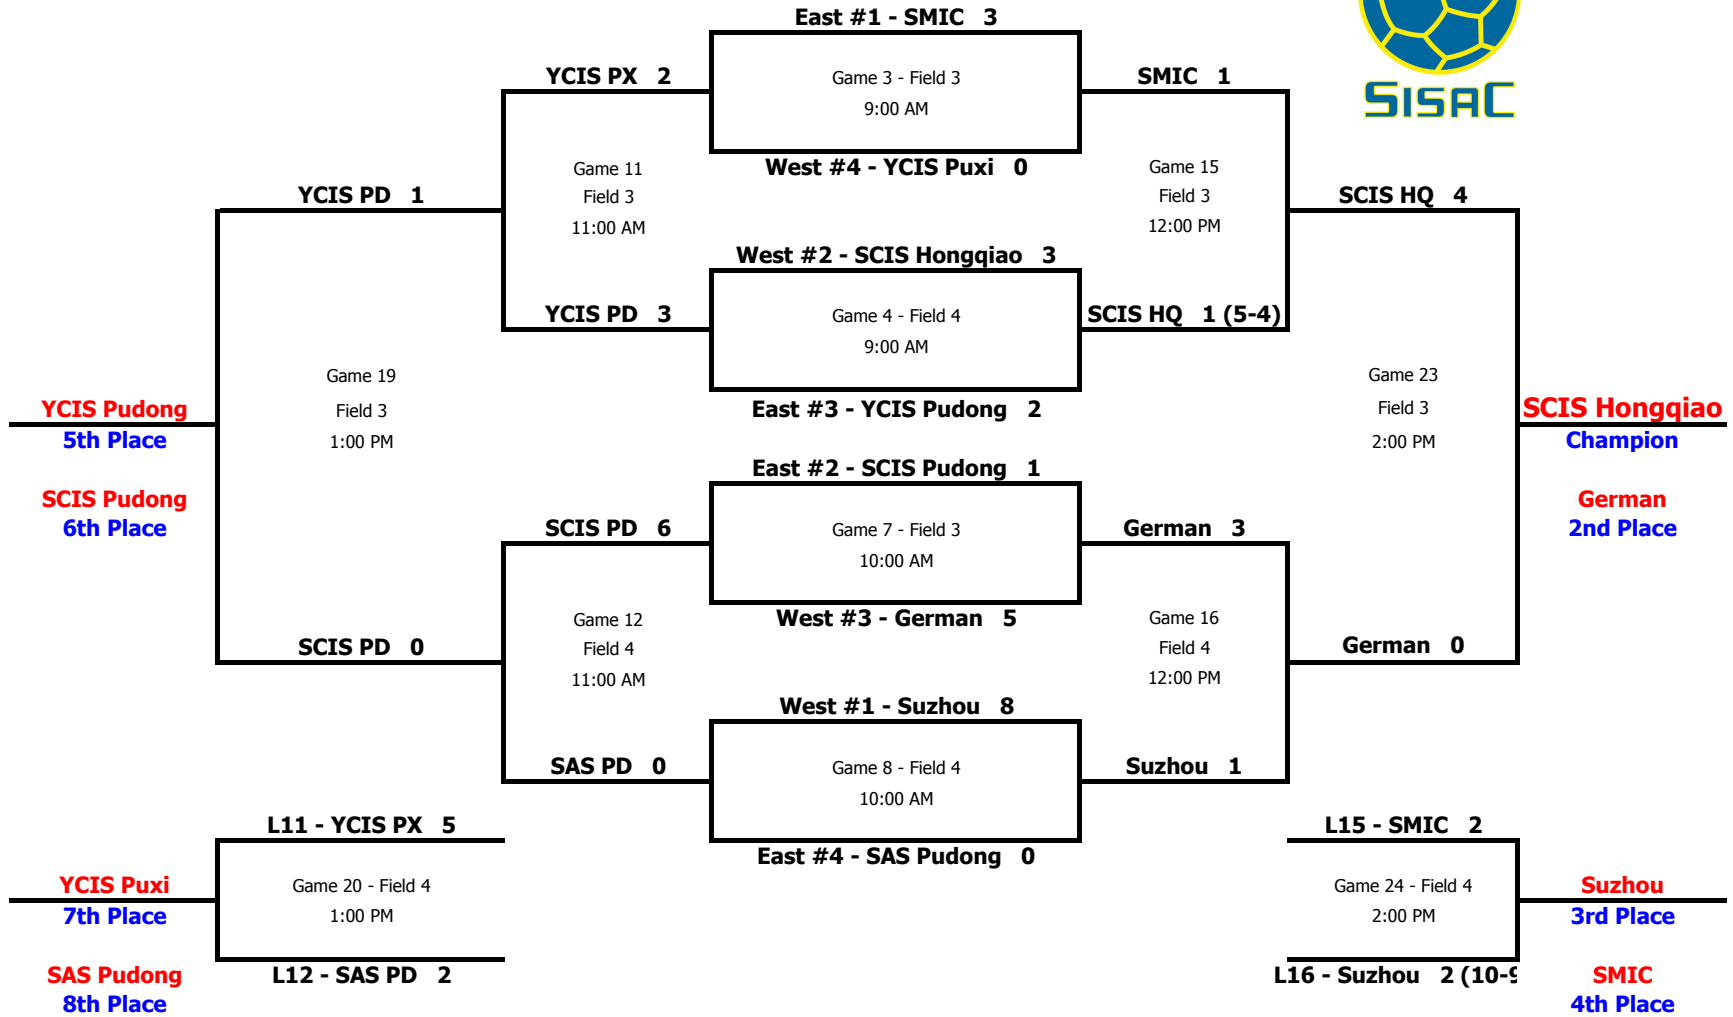 East #1 - SMIC 3
YCIS PX 2
Game 3 - Field 3
9:00 AM
SMIC 1
SISAC
West #4 - YCIS Puxi 0
Game 11
Field 3
11:00 AM
Game 15
Field 3
12:00 PM
YCIS PD 1
SCIS HQ 4
West #2 - SCIS Hongqiao 3
YCIS PD 3
Game 4 - Field 4
9:00 AM
SCIS HQ 1 (5-4)
East #3 - YCIS Pudong 2
Game 19
Field 3
1:00 PM
Game 23
Field 3
2:00 PM
YCIS Pudong
5th Place
SCIS Pudong
6th Place
SCIS Hongqiao
Champion
German
2nd Place
East #2 - SCIS Pudong 1
SCIS PD 6
Game 7 - Field 3
10:00 AM
German 3
West #3 - German 5
Game 12
Field 4
11:00 AM
Game 16
Field 4
12:00 PM
SCIS PD 0
German 0
West #1 - Suzhou 8
SAS PD 0
Game 8 - Field 4
10:00 AM
Suzhou 1
East #4 - SAS Pudong 0
L11 - YCIS PX 5
Game 20 - Field 4
1:00 PM
L12 - SAS PD 2
YCIS Puxi
7th Place
SAS Pudong
8th Place
L15 - SMIC 2
Game 24 - Field 4
2:00 PM
L16 - Suzhou 2 (10-9
Suzhou
3rd Place
SMIC
4th Place